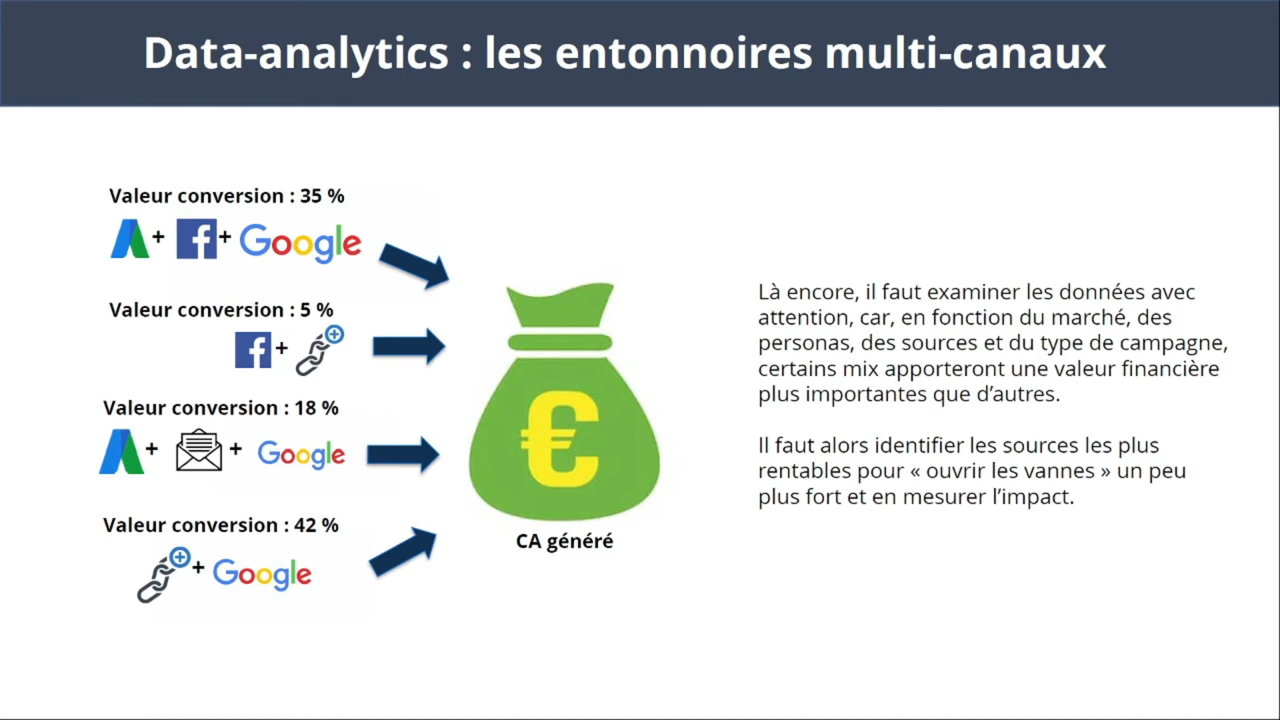 Data-analytics : les entonnoires multi-canaux
Valeur conversion : 35 %
+ f + Google
Valeur conversion : 5 %
f +
Valeur conversion : 18 %
+ + Google
Valeur conversion : 42 %
+ Google
€
CA généré
Là encore, il faut examiner les données avec
attention, car, en fonction du marché, des
personas, des sources et du type de campagne,
certains mix apporteront une valeur financière
plus importantes que d’autres.
Il faut alors identifier les sources les plus
rentables pour « ouvrir les vannes » un peu
plus fort et en mesurer l’impact.